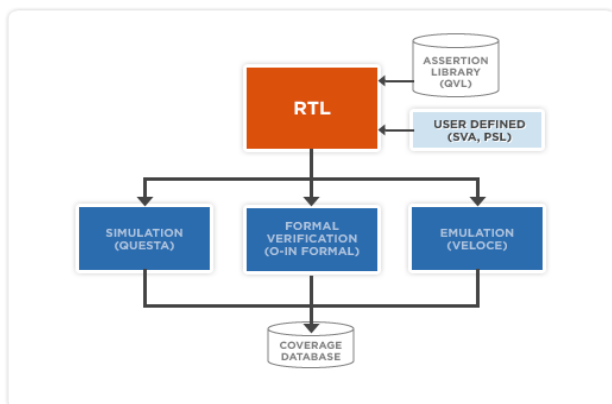 ASSERTION
LIBRARY
(QVL)
RTL
USER DEFINED
(SVA, PSL)
SIMULATION
(QUESTA)
FORMAL
VERIFICATION
(O-IN FORMAL)
EMULATION
(VELOCE)
COVERAGE
DATABASE